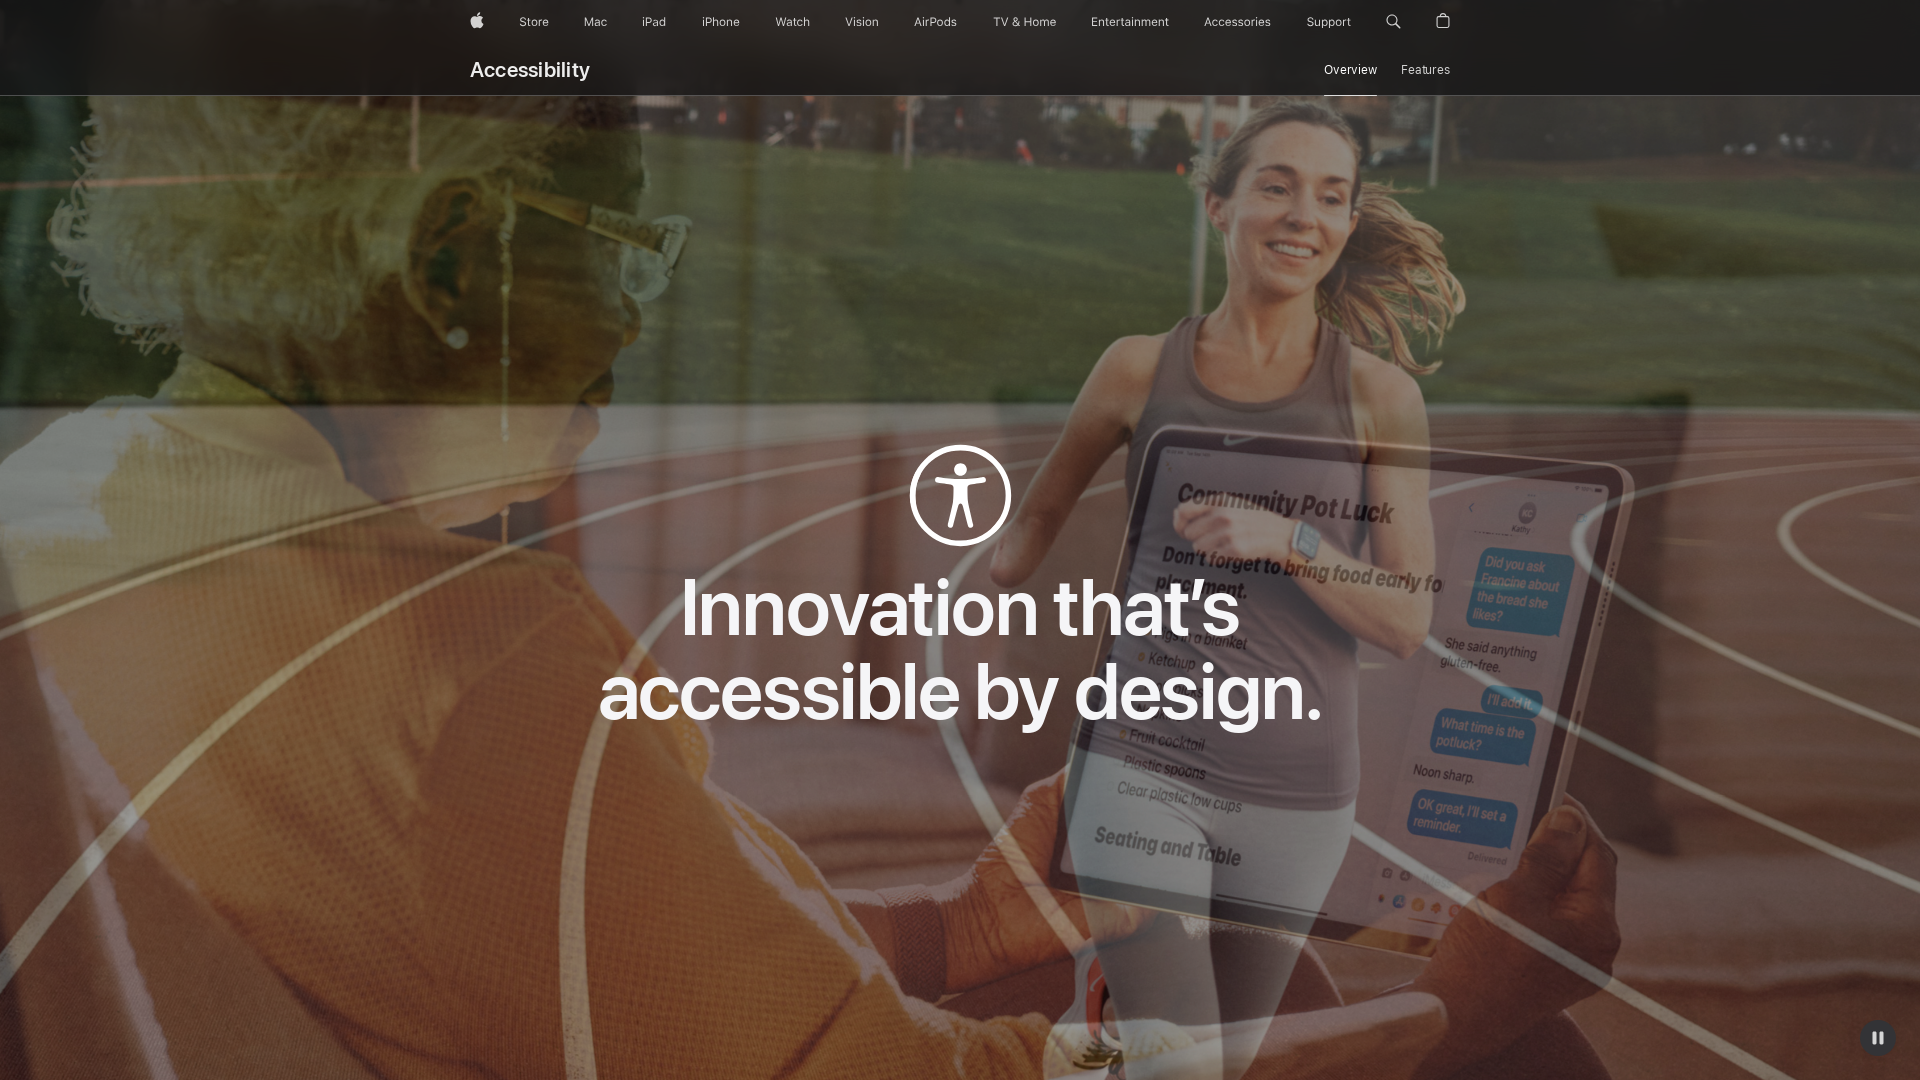 Store Mac iPad iPhone Watch Vision AirPods TV & Home Entertainment Accessories Support
Accessibility
Overview Features
Innovation that's
accessible by design.
Community Pot Luck
Don't forget to bring food early fo
in a blanket
Ketchup
Fruit cocktail
Plastic spoons
Clear plastic low cups
Seating and Table
KC
Kathy
Did you ask
Francine about
the bread she
likes?
She said anything
gluten-free.
I'll add it.
What time is the
potluck?
Noon sharp.
OK great, I'll set a
reminder.
Delivered